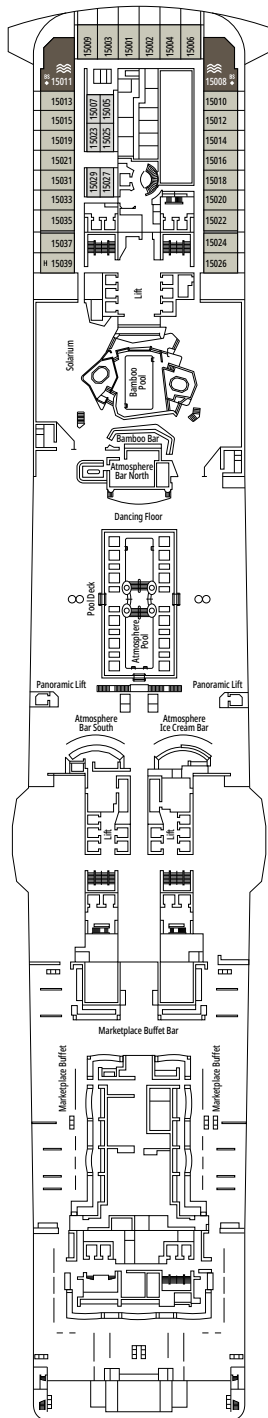 15009
15003
15001
15002
15004
15006
BS
15011
BS
15008
15013
15007
15005
15010
15015
15023
15025
15012
15019
15014
15021
15016
15031
15029
15027
15018
15033
15020
15035
15022
15037
15024
H 15039
15026
Lift
Solarium
Bamboo
Pool
Bamboo Bar
Atmosphere
Bar North
Dancing Floor
Pool Deck
Atmosphere
Pool
Panoramic Lift
Panoramic Lift
Atmosphere
Bar South
Atmosphere
Ice Cream Bar
Lift
Lift
Marketplace Buffet Bar
Marketplace Buffet
Marketplace Buffet